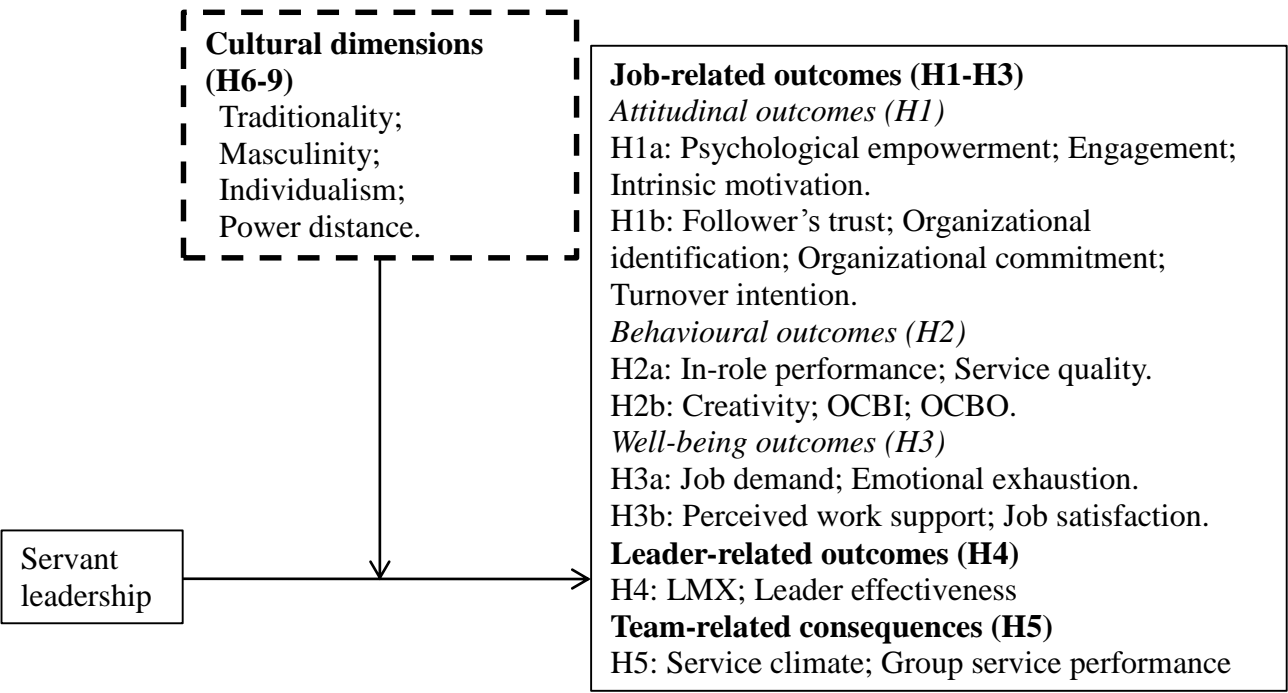 Cultural dimensions
(H6-9)
Traditionality;
Masculinity;
Individualism;
Power distance.
Job-related outcomes (H1-H3)
Attitudinal outcomes (H1)
H1a: Psychological empowerment; Engagement;
Intrinsic motivation.
H1b: Follower’s trust; Organizational
identification; Organizational commitment;
Turnover intention.
Behavioural outcomes (H2)
H2a: In-role performance; Service quality.
H2b: Creativity; OCBI; OCBO.
Well-being outcomes (H3)
H3a: Job demand; Emotional exhaustion.
H3b: Perceived work support; Job satisfaction.
Leader-related outcomes (H4)
H4: LMX; Leader effectiveness
Team-related consequences (H5)
H5: Service climate; Group service performance
Servant
leadership